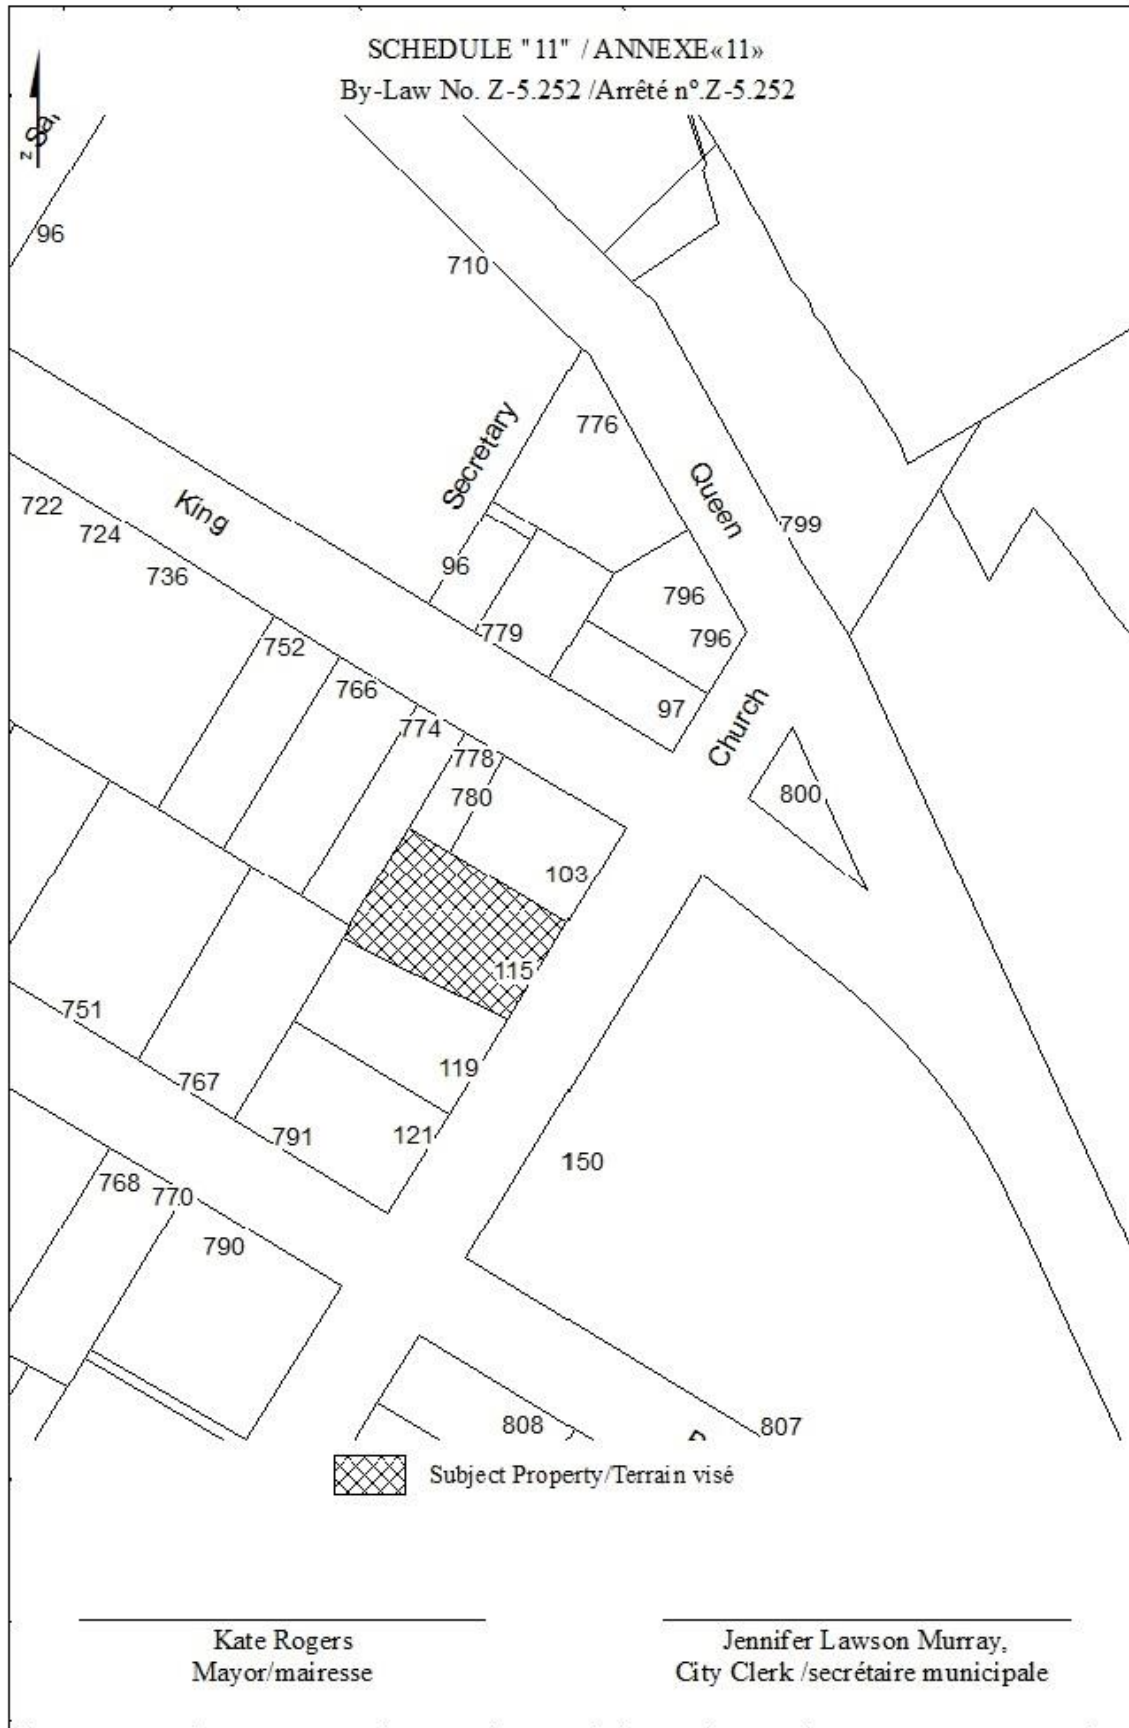 SCHEDULE "11" / ANNEXE«11»
By-Law No. Z-5.252 /Arrêté nº.Z-5.252
z
96
710
Secretary
776
Queen
799
King
722
724
736
96
779
796
796
97
Church
800
752
766
774
778
780
103
115
119
121
150
751
767
791
768
770
790
808
807
Subject Property/Terrain visé
Kate Rogers
Mayor/mairesse
Jennifer Lawson Murray,
City Clerk /secrétaire municipale